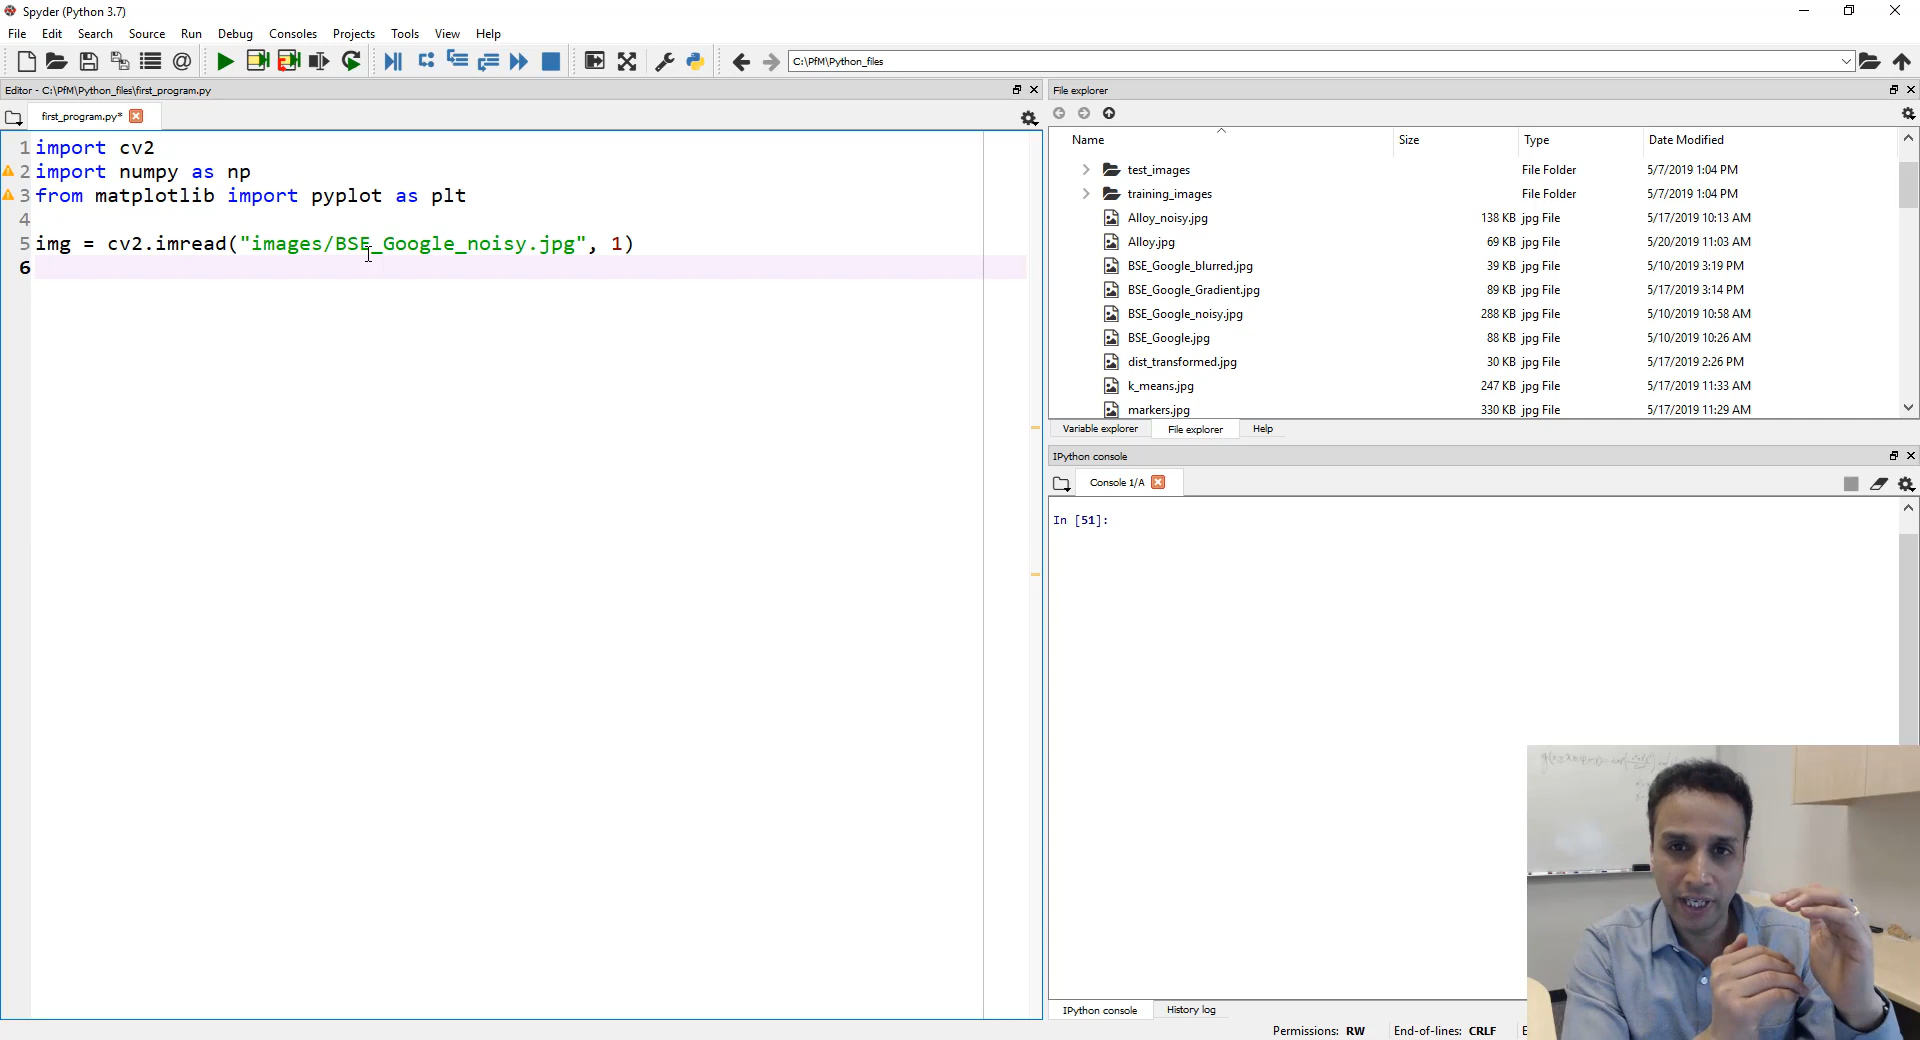 Spyder (Python 3.7)
File Edit Search Source Run Debug Consoles Projects Tools View Help
C:\PfM\Python_files
Editor - C:\PfM\Python_files\first_program.py
first_program.py*
1 import cv2
2 import numpy as np
3 from matplotlib import pyplot as plt
4
5 img = cv2.imread("images/BSE_Google_noisy.jpg", 1)
6
File explorer
Name Size Type Date Modified
test_images File Folder 5/7/2019 1:04 PM
training_images File Folder 5/7/2019 1:04 PM
Alloy_noisy.jpg 138 KB jpg File 5/17/2019 10:13 AM
Alloy.jpg 69 KB jpg File 5/20/2019 11:03 AM
BSE_Google_blurred.jpg 39 KB jpg File 5/10/2019 3:19 PM
BSE_Google_Gradient.jpg 89 KB jpg File 5/17/2019 3:14 PM
BSE_Google_noisy.jpg 288 KB jpg File 5/10/2019 10:58 AM
BSE_Google.jpg 88 KB jpg File 5/10/2019 10:26 AM
dist_transformed.jpg 30 KB jpg File 5/17/2019 2:26 PM
k_means.jpg 247 KB jpg File 5/17/2019 11:33 AM
markers.jpg 330 KB jpg File 5/17/2019 11:29 AM
Variable explorer File explorer Help
IPython console
Console 1/A
In [51]:
IPython console History log
Permissions: RW End-of-lines: CRLF E